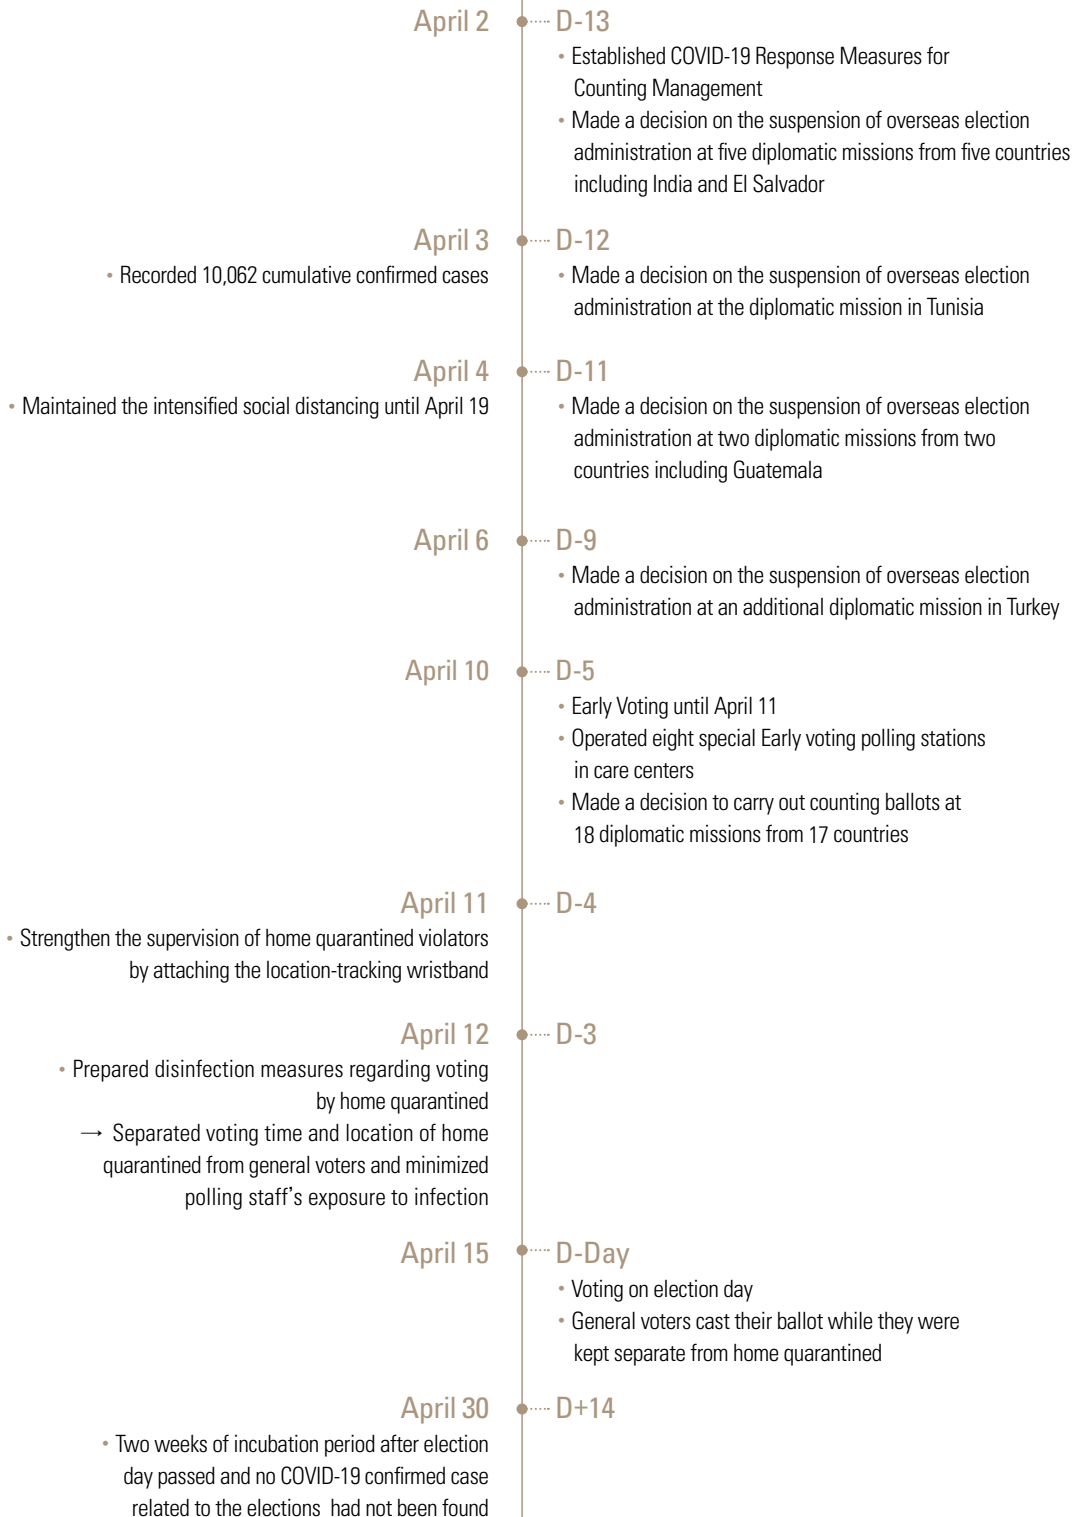 April 2
D-13
• Established COVID-19 Response Measures for
Counting Management
• Made a decision on the suspension of overseas election
administration at five diplomatic missions from five countries
including India and El Salvador
April 3
• Recorded 10,062 cumulative confirmed cases
D-12
• Made a decision on the suspension of overseas election
administration at the diplomatic mission in Tunisia
April 4
• Maintained the intensified social distancing until April 19
D-11
• Made a decision on the suspension of overseas election
administration at two diplomatic missions from two
countries including Guatemala
April 6
D-9
• Made a decision on the suspension of overseas election
administration at an additional diplomatic mission in Turkey
April 10
D-5
• Early Voting until April 11
• Operated eight special Early voting polling stations
in care centers
• Made a decision to carry out counting ballots at
18 diplomatic missions from 17 countries
April 11
D-4
• Strengthen the supervision of home quarantined violators
by attaching the location-tracking wristband
April 12
D-3
• Prepared disinfection measures regarding voting
by home quarantined
→ Separated voting time and location of home
quarantined from general voters and minimized
polling staff's exposure to infection
April 15
D-Day
• Voting on election day
• General voters cast their ballot while they were
kept separate from home quarantined
April 30
D+14
• Two weeks of incubation period after election
day passed and no COVID-19 confirmed case
related to the elections had not been found